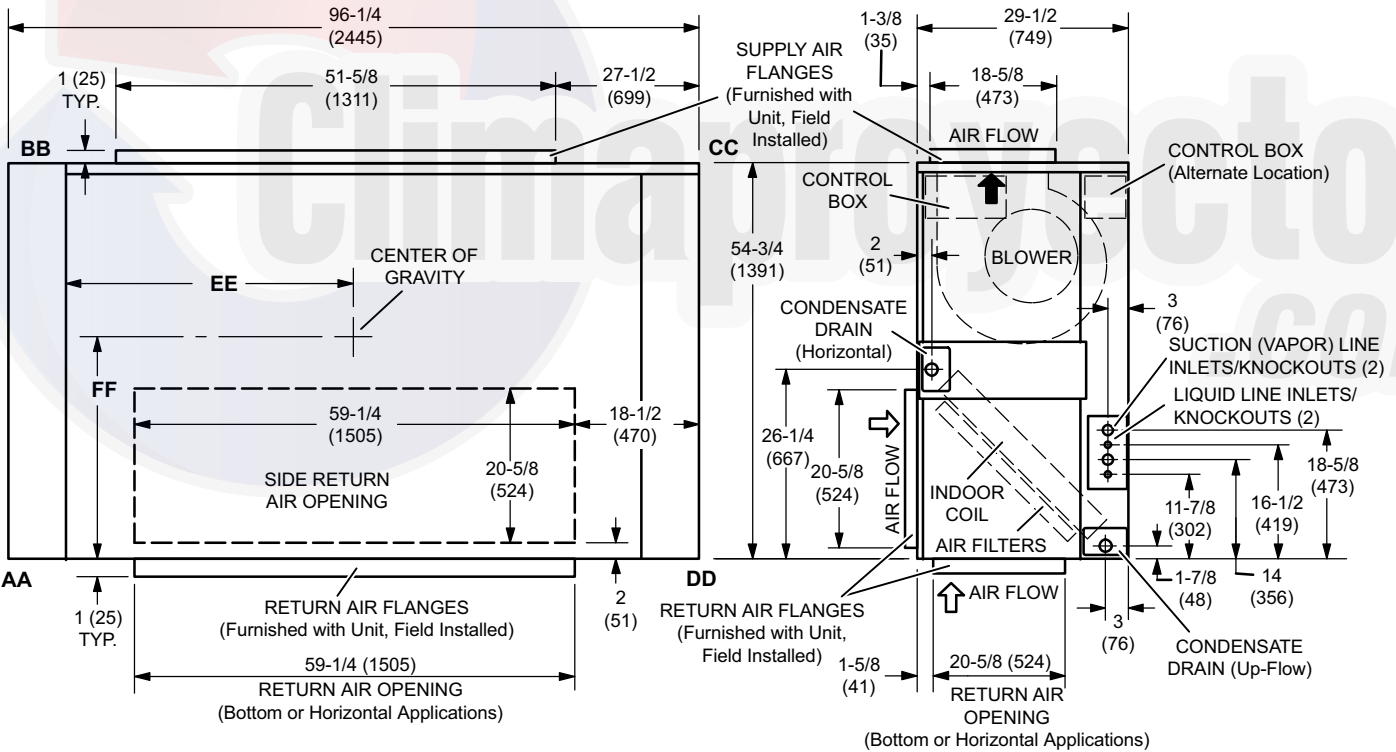 96-1/4
(2445)
51-5/8
(1311)
27-1/2
(699)
1 (25)
TYP.
BB
SUPPLY AIR
FLANGES
(Furnished with
Unit, Field
Installed)
CENTER OF
GRAVITY
EE
FF
59-1/4
(1505)
18-1/2
(470)
SIDE RETURN
AIR OPENING
20-5/8
(524)
AA
1 (25)
TYP.
RETURN AIR FLANGES
(Furnished with Unit, Field Installed)
2
(51)
59-1/4 (1505)
RETURN AIR OPENING
(Bottom or Horizontal Applications)
1-3/8
(35)
29-1/2
(749)
18-5/8
(473)
AIR FLOW
CC
CONTROL
BOX
CONTROL BOX
(Alternate Location)
54-3/4
(1391)
2
(51)
BLOWER
CONDENSATE
DRAIN
(Horizontal)
3
(76)
SUCTION (VAPOR) LINE
INLETS/KNOCKOUTS (2)
LIQUID LINE INLETS/
KNOCKOUTS (2)
26-1/4
(667)
20-5/8
(524)
AIR FLOW
INDOOR
COIL
AIR FILTERS
11-7/8
(302)
16-1/2
(419)
18-5/8
(473)
DD
RETURN AIR FLANGES
(Furnished with Unit,
Field Installed)
AIR FLOW
1-7/8
(48)
14
(356)
3
(76)
CONDENSATE
DRAIN (Up-Flow)
1-5/8
(41)
20-5/8 (524)
RETURN AIR
OPENING
(Bottom or Horizontal Applications)
Climaproyecto
.co